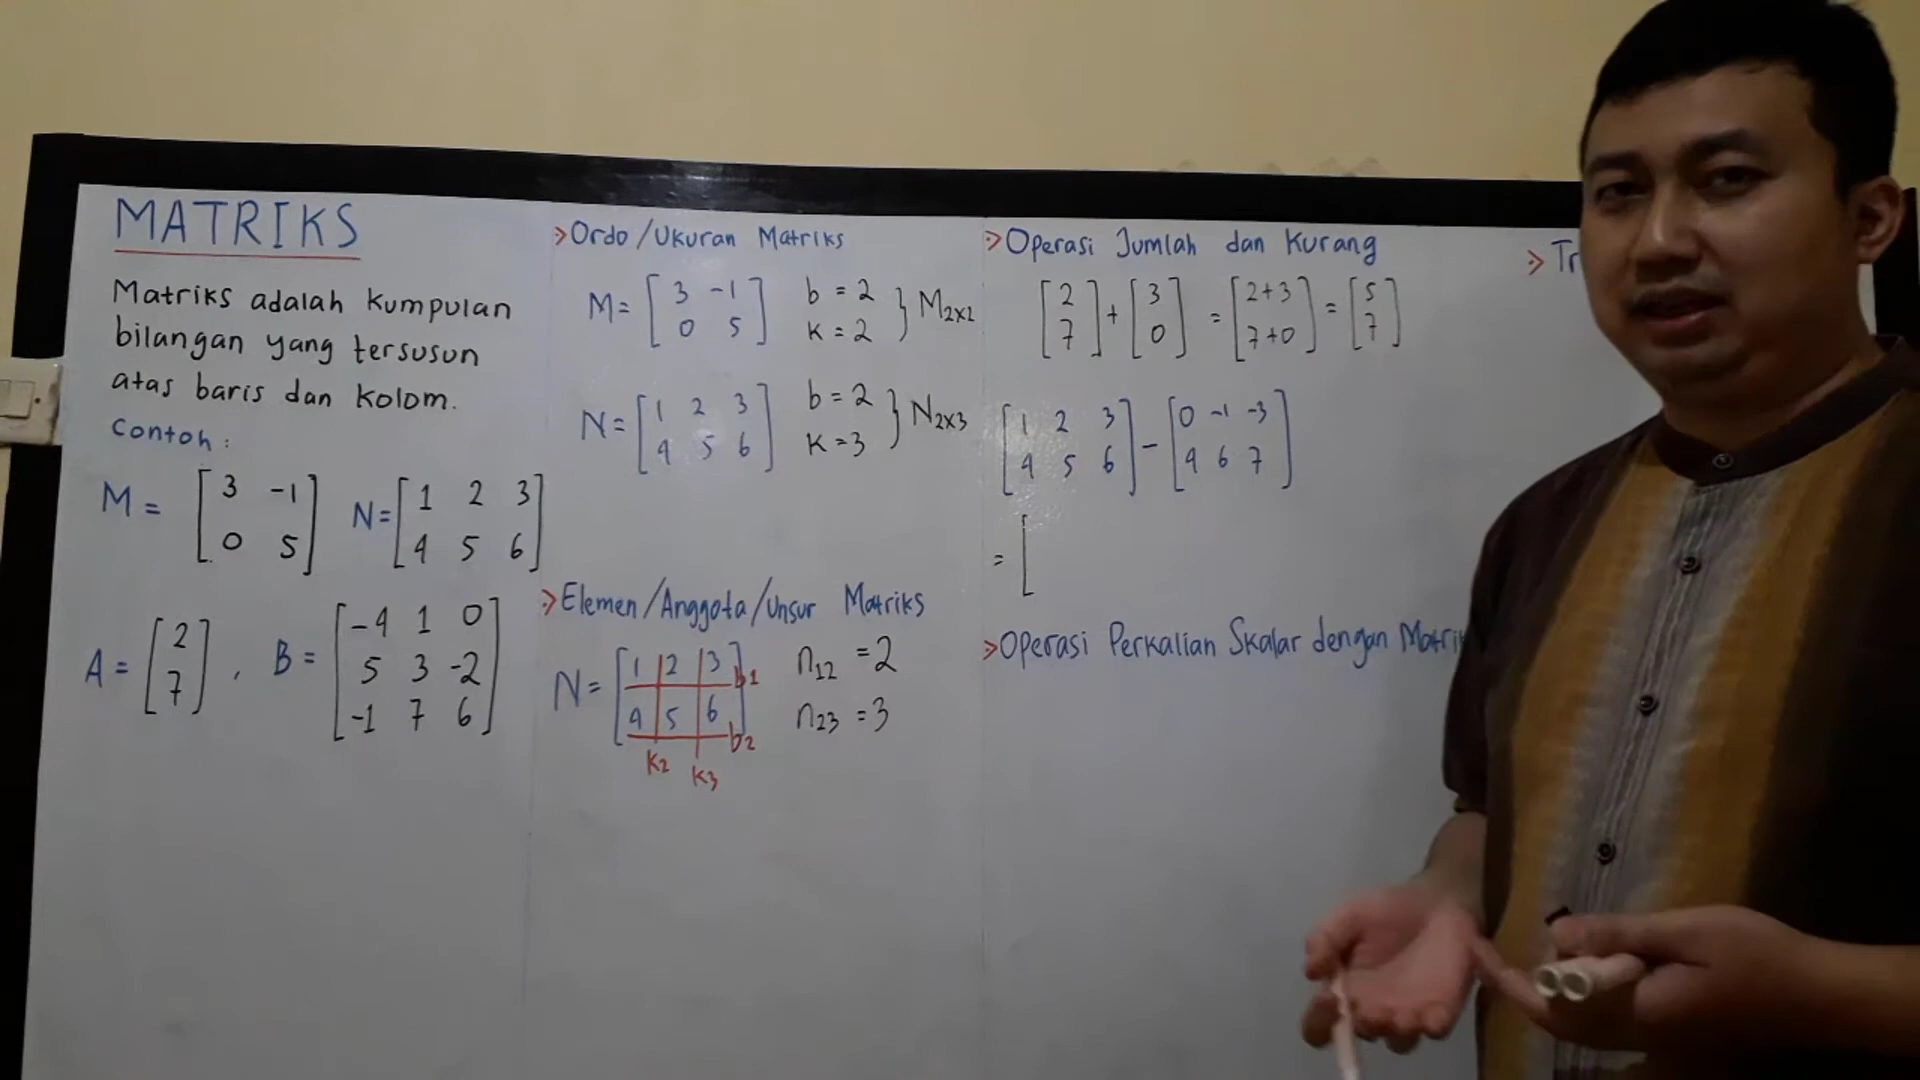 MATRIKS
Matriks adalah kumpulan
bilangan yang tersusun
atas baris dan kolom.
Contoh:
M = [3 -1
0 5] N = [1 2 3
4 5 6]
A = [2
7] , B = [-4 1 0
5 3 -2
-1 7 6]
> Ordo/Ukuran Matriks
M = [3 -1
0 5] b = 2
k = 2 } M2x2
N = [1 2 3
4 5 6] b = 2
k = 3 } N2x3
> Elemen/Anggota/Unsur Matriks
N = [1 2 3
4 5 6] b1
b2
k2 k3
n12 = 2
n23 = 3
> Operasi Jumlah dan Kurang
[2
7] + [3
0] = [2+3
7+0] = [5
7]
[1 2 3
4 5 6] - [0 -1 -3
4 6 7]
= [
> Operasi Perkalian Skalar dengan Matri
> Tr